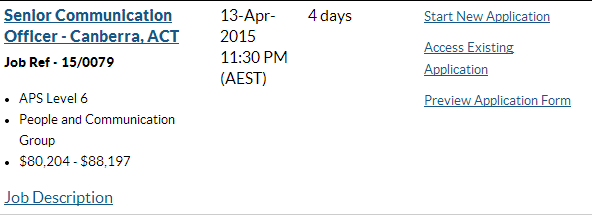 Senior Communication
Officer - Canberra, ACT
Job Ref - 15/0079
• APS Level 6
• People and Communication
Group
• $80,204 - $88,197
Job Description
13-Apr-
2015
11:30 PM
(AEST)
4 days
Start New Application
Access Existing
Application
Preview Application Form